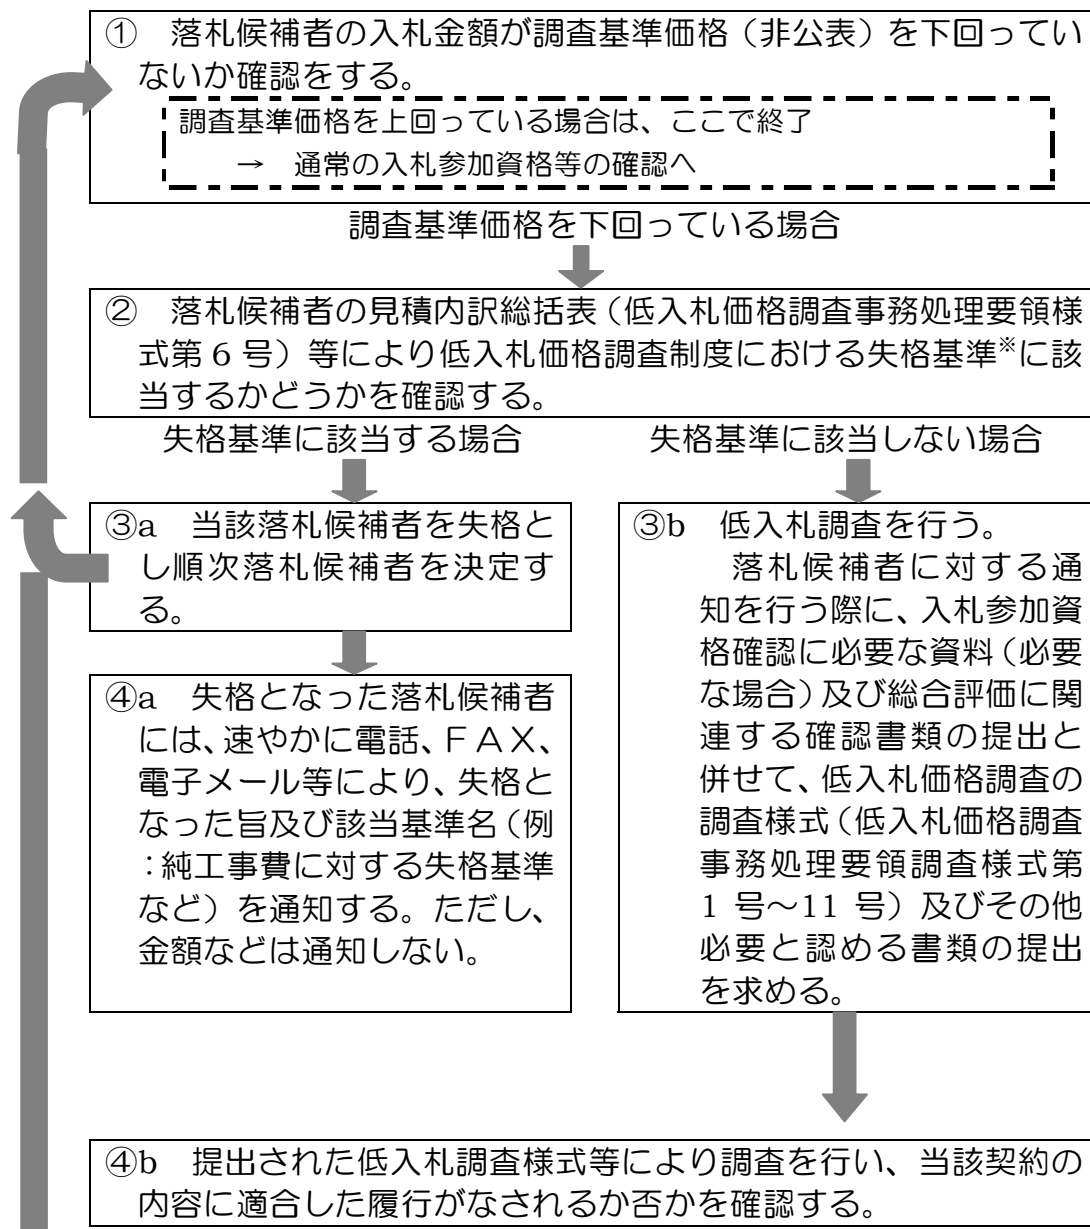 ① 落札候補者の入札金額が調査基準価格（非公表）を下回ってい
ないか確認をする。
調査基準価格を上回っている場合は、ここで終了
→ 通常の入札参加資格等の確認へ
調査基準価格を下回っている場合
② 落札候補者の見積内訳総括表（低入札価格調査事務処理要領様
式第 6 号）等により低入札価格調査制度における失格基準※に該
当するかどうかを確認する。
失格基準に該当する場合
失格基準に該当しない場合
③a 当該落札候補者を失格と
し順次落札候補者を決定す
る。
④a 失格となった落札候補者
には、速やかに電話、ＦＡＸ、
電子メール等により、失格と
なった旨及び該当基準名（例
：純工事費に対する失格基準
など）を通知する。ただし、
金額などは通知しない。
③b 低入札調査を行う。
落札候補者に対する通
知を行う際に、入札参加資
格確認に必要な資料（必要
な場合）及び総合評価に関
連する確認書類の提出と
併せて、低入札価格調査の
調査様式（低入札価格調査
事務処理要領調査様式第
1 号～11 号）及びその他
必要と認める書類の提出
を求める。
④b 提出された低入札調査様式等により調査を行い、当該契約の
内容に適合した履行がなされるか否かを確認する。